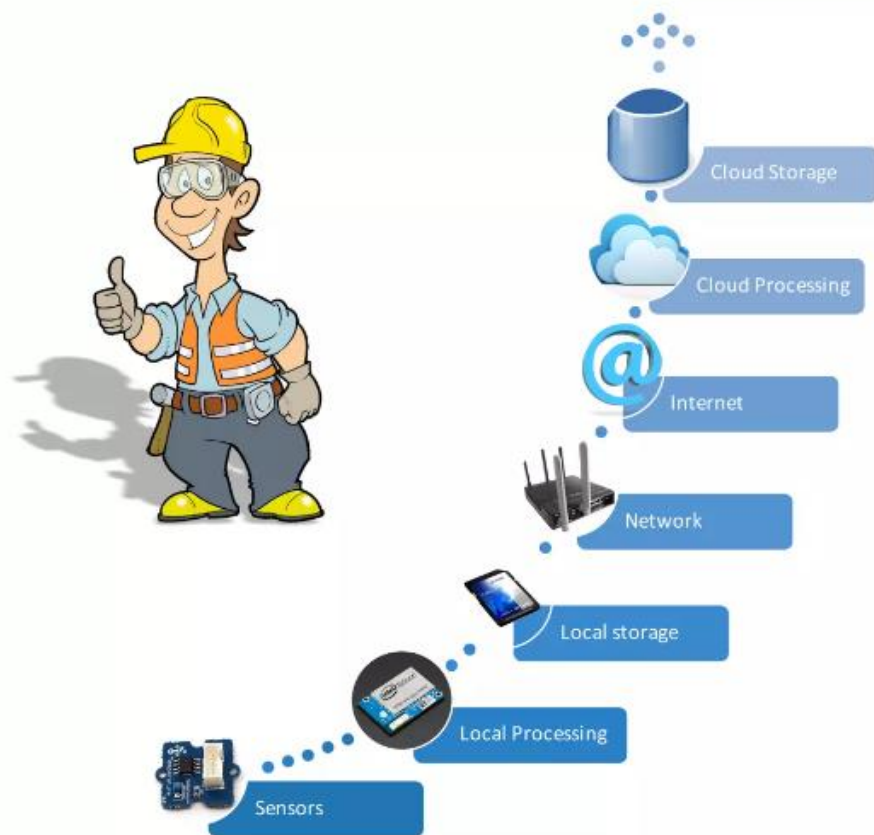 Cloud Storage
Cloud Processing
Internet
Network
Local storage
Local Processing
Sensors